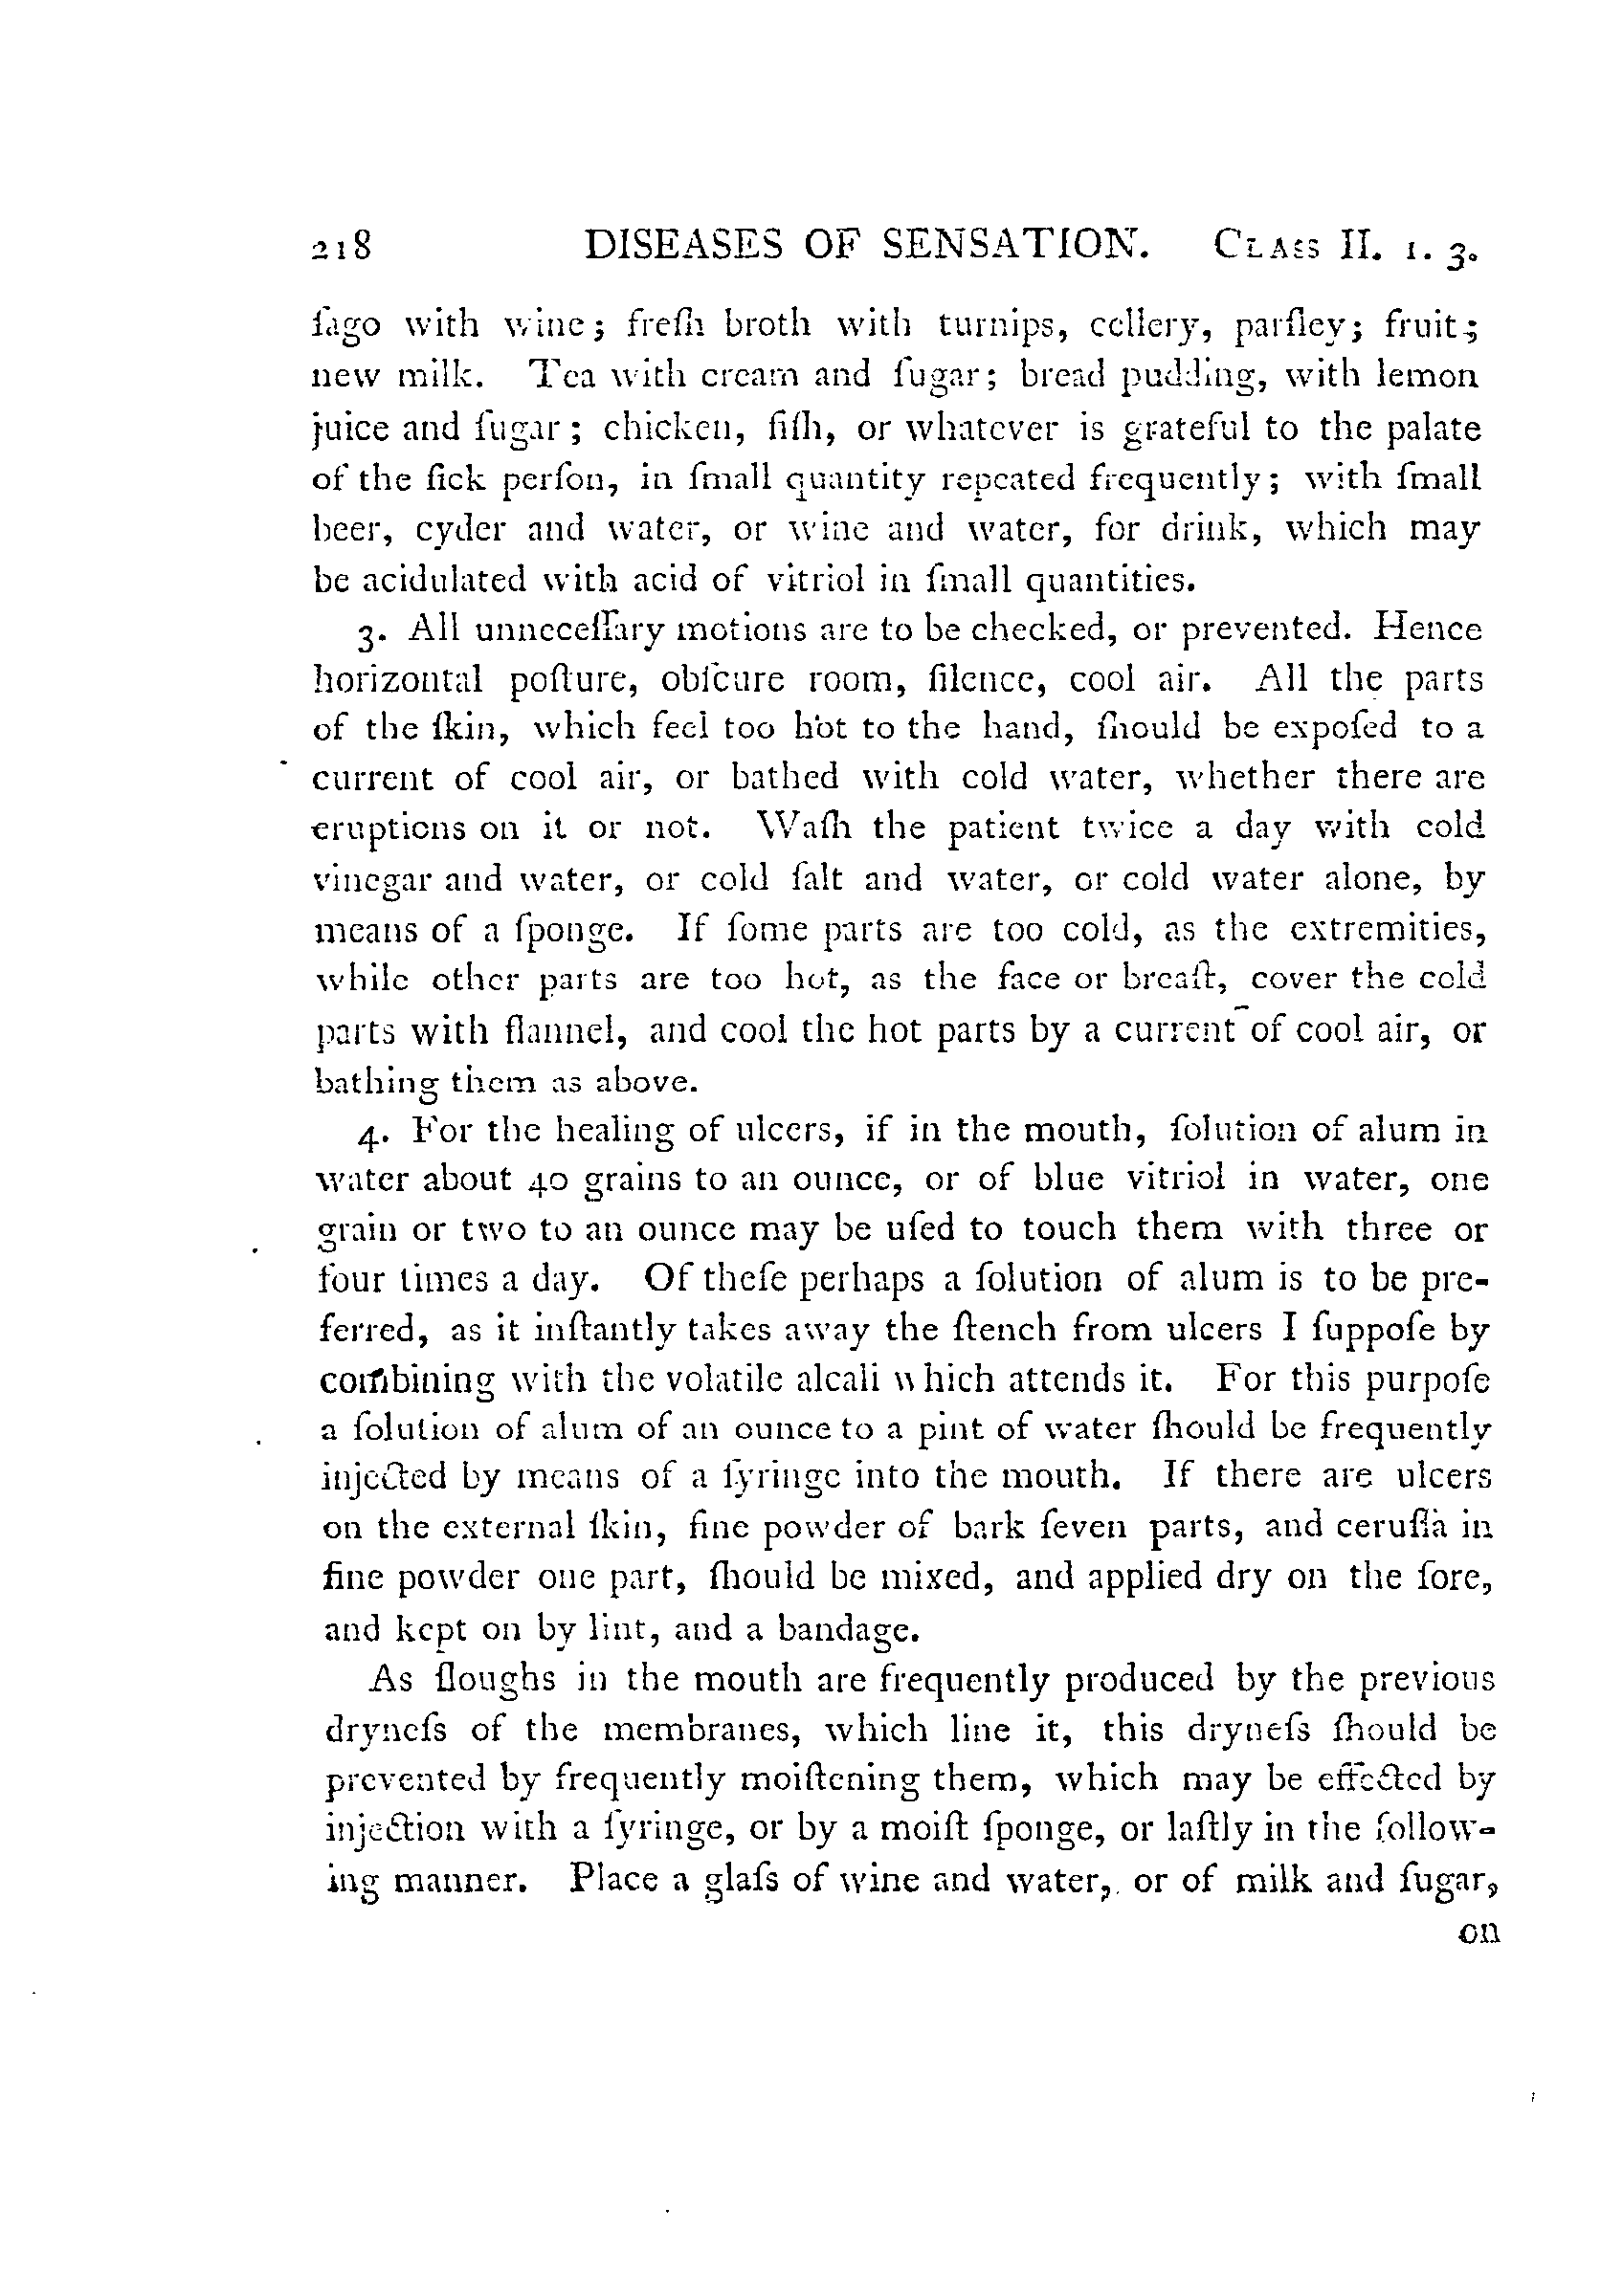 218 DISEASES OF SENSATION. CLASS II. 1. 3.
ſago with wine; freſh broth with turnips, cellery, parſley; fruit;
new milk. Tea with cream and ſugar; bread pudding, with lemon
juice and ſugar; chicken, fiſh, or whatever is grateful to the palate
of the ſick perſon, in ſmall quantity repeated frequently; with ſmall
beer, cyder and water, or wine and water, for drink, which may
be acidulated with acid of vitriol in ſmall quantities.
3. All unneceſſary motions are to be checked, or prevented. Hence
horizontal poſture, obſcure room, ſilence, cool air. All the parts
of the ſkin, which feel too hot to the hand, ſhould be expoſed to a
current of cool air, or bathed with cold water, whether there are
eruptions on it or not. Waſh the patient twice a day with cold
vinegar and water, or cold ſalt and water, or cold water alone, by
means of a ſponge. If ſome parts are too cold, as the extremities,
while other parts are too hot, as the face or breaſt, cover the cold
parts with flannel, and cool the hot parts by a current of cool air, or
bathing them as above.
4. For the healing of ulcers, if in the mouth, ſolution of alum in
water about 40 grains to an ounce, or of blue vitriol in water, one
grain or two to an ounce may be uſed to touch them with three or
four times a day. Of theſe perhaps a ſolution of alum is to be pre-
ferred, as it inſtantly takes away the ſtench from ulcers I ſuppoſe by
combining with the volatile alcali which attends it. For this purpoſe
a ſolution of alum of an ounce to a pint of water ſhould be frequently
injected by means of a ſyringe into the mouth. If there are ulcers
on the external ſkin, fine powder of bark ſeven parts, and ceruſſa in
fine powder one part, ſhould be mixed, and applied dry on the ſore,
and kept on by lint, and a bandage.
As ſloughs in the mouth are frequently produced by the previous
dryneſs of the membranes, which line it, this dryneſs ſhould be
prevented by frequently moiſtening them, which may be effected by
injection with a ſyringe, or by a moiſt ſponge, or laſtly in the follow-
ing manner. Place a glaſs of wine and water, or of milk and ſugar,
on